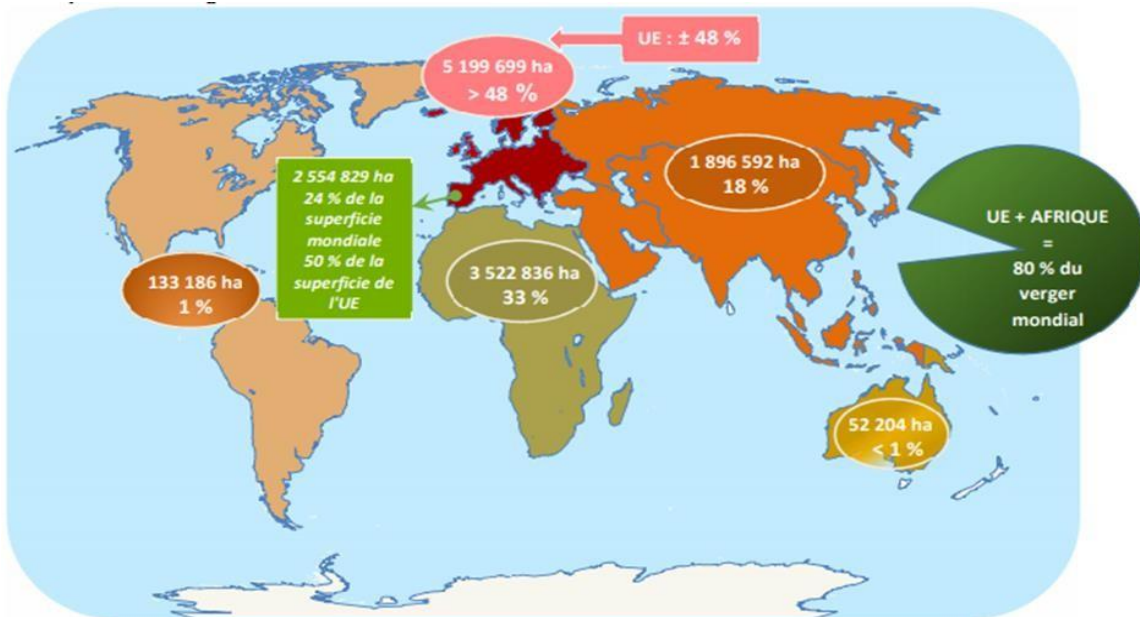 UE : ± 48 %
5 199 699 ha
> 48 %
1 896 592 ha
18 %
2 554 829 ha
24 % de la
superficie
mondiale
50 % de la
superficie de
l'UE
UE + AFRIQUE
=
80 % du
verger
mondial
133 186 ha
1 %
3 522 836 ha
33 %
52 204 ha
< 1 %